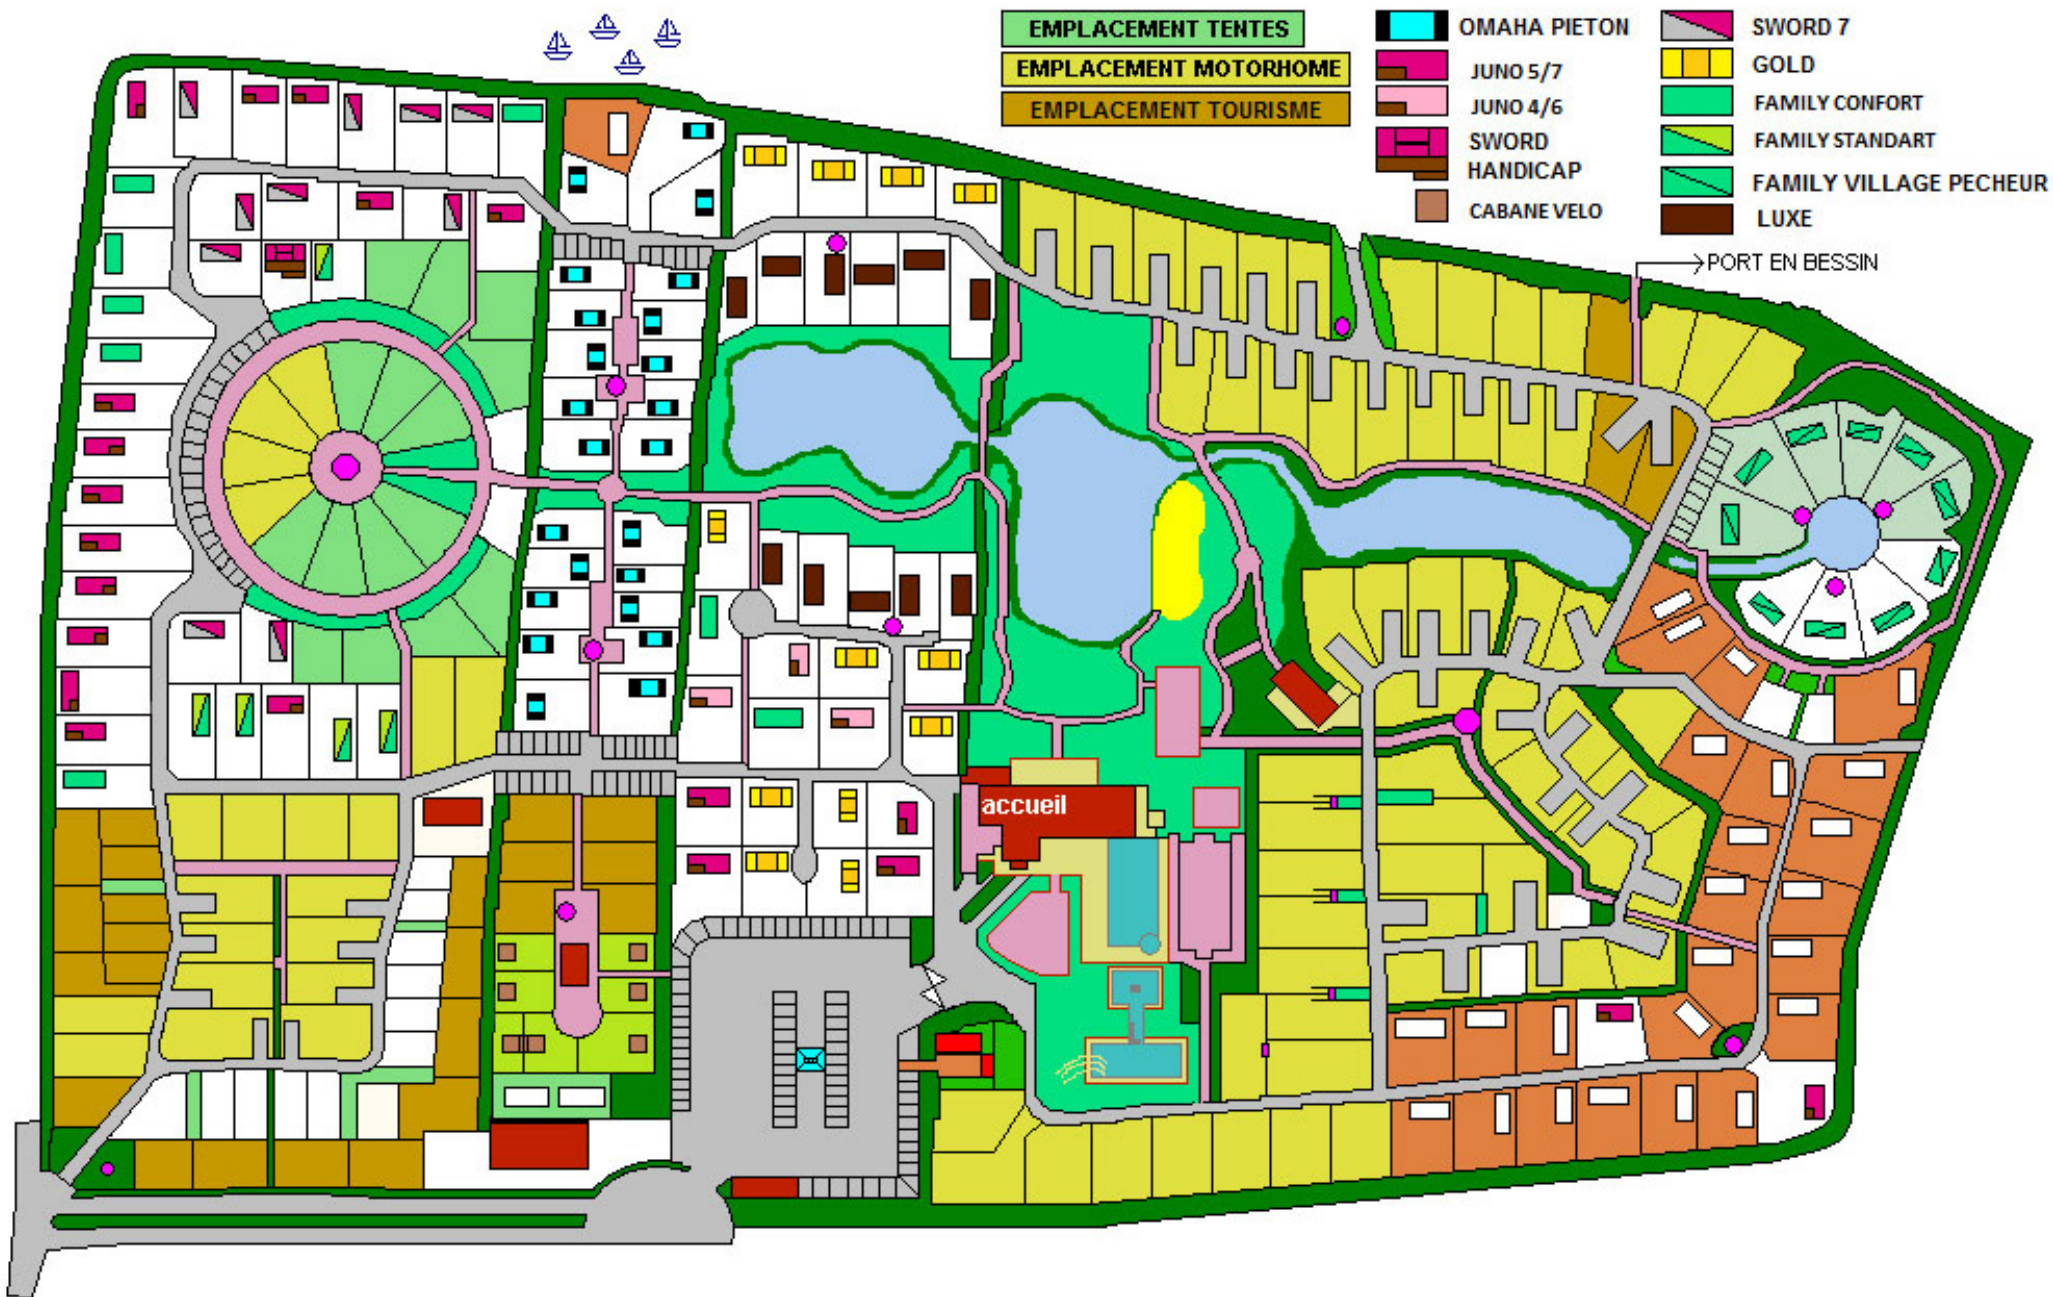 EMPLACEMENT TENTES
EMPLACEMENT MOTORHOME
EMPLACEMENT TOURISME
OMAHA PIETON
JUNO 5/7
JUNO 4/6
SWORD
HANDICAP
CABANE VELO
SWORD 7
GOLD
FAMILY CONFORT
FAMILY STANDART
FAMILY VILLAGE PECHEUR
LUXE
PORT EN BESSIN
accueil